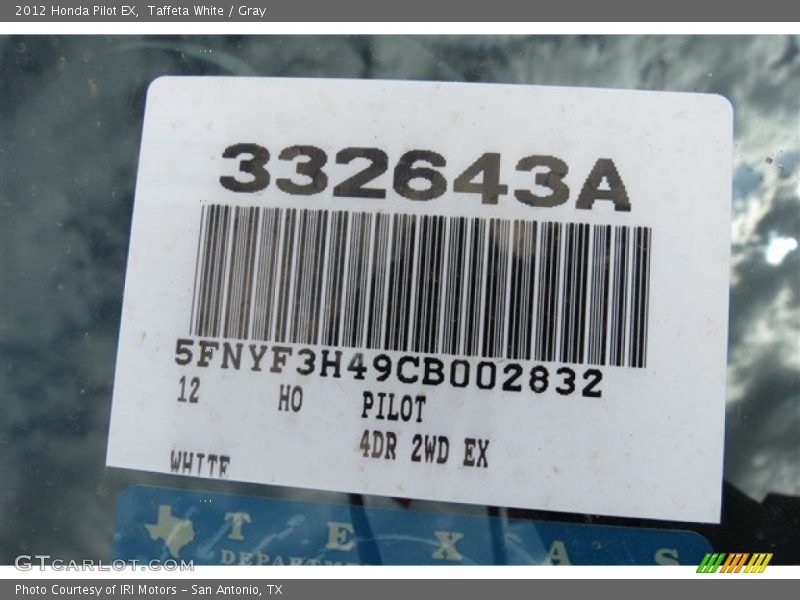 2012 Honda Pilot EX,  Taffeta White / Gray
332643A
5FNYF3H49CB002832
12 HO PILOT
4DR 2WD EX
WHITE
TEXAS
GTCARLOT.COM
Photo Courtesy of IRI Motors – San Antonio, TX